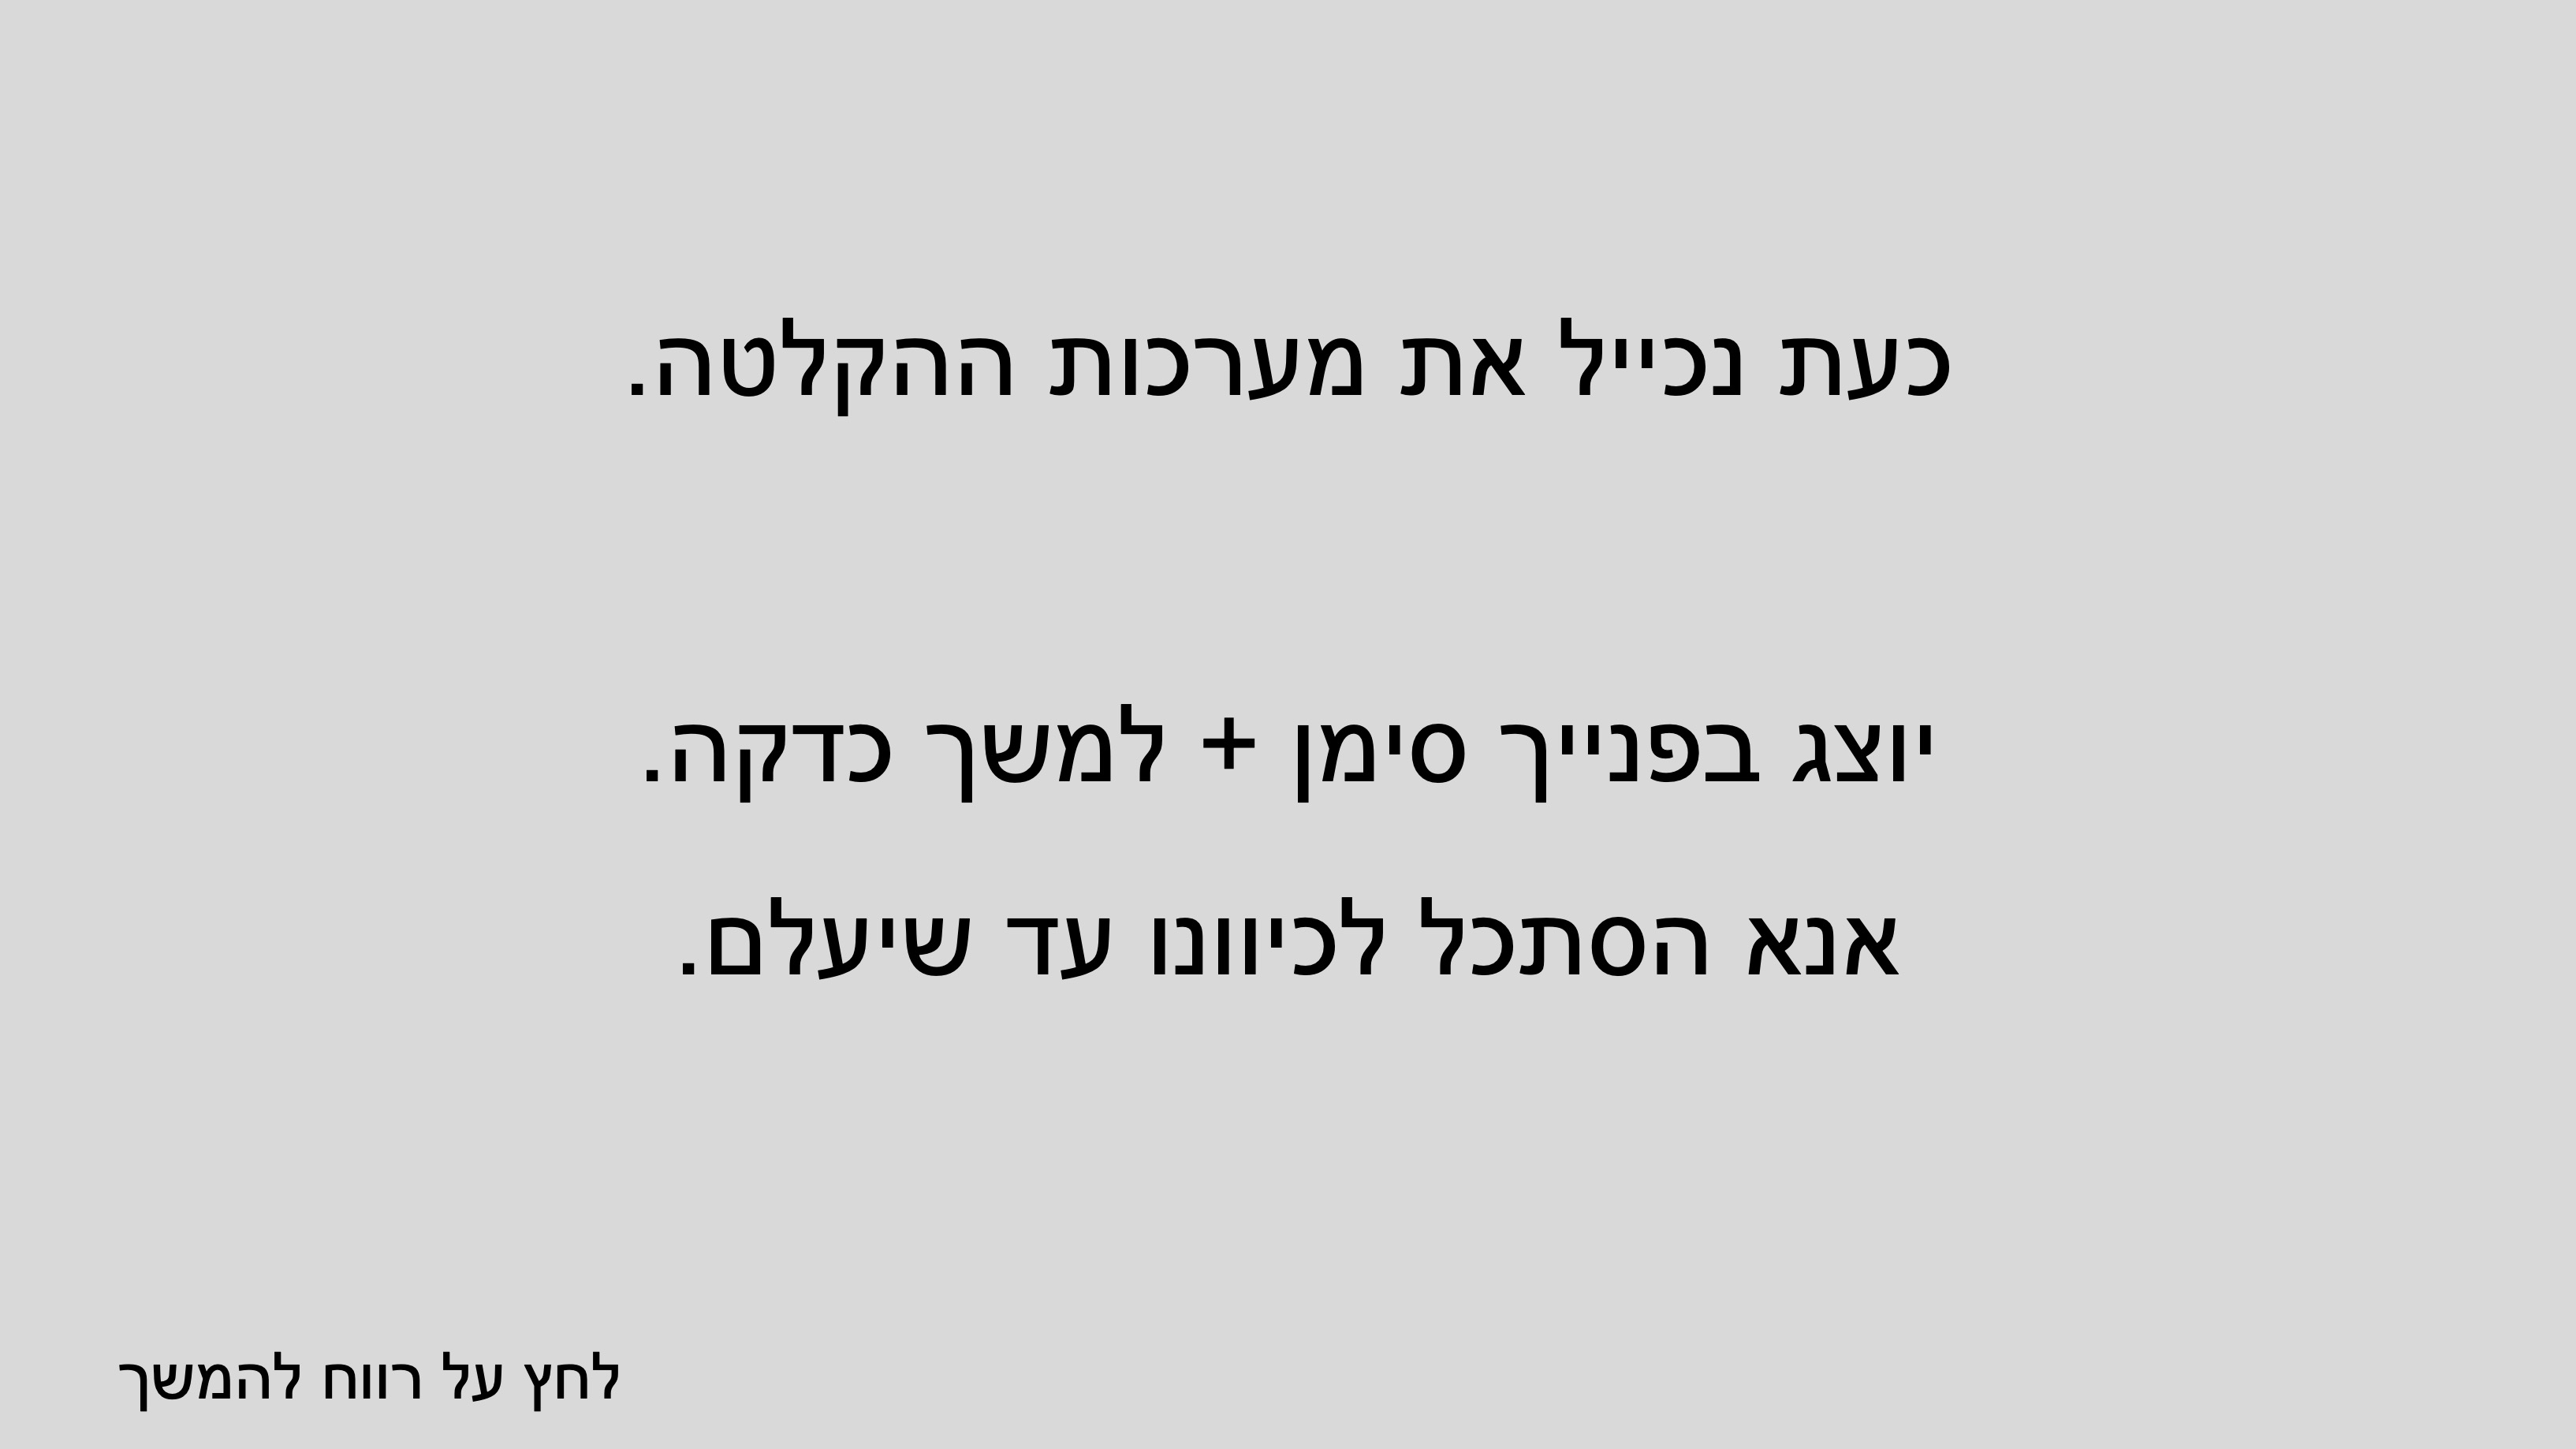 כעת נכייל את מערכות ההקלטה.
יוצג בפנייך סימן + למשך כדקה.
אנא הסתכל לכיוונו עד שיעלם.
לחץ על רווח להמשך